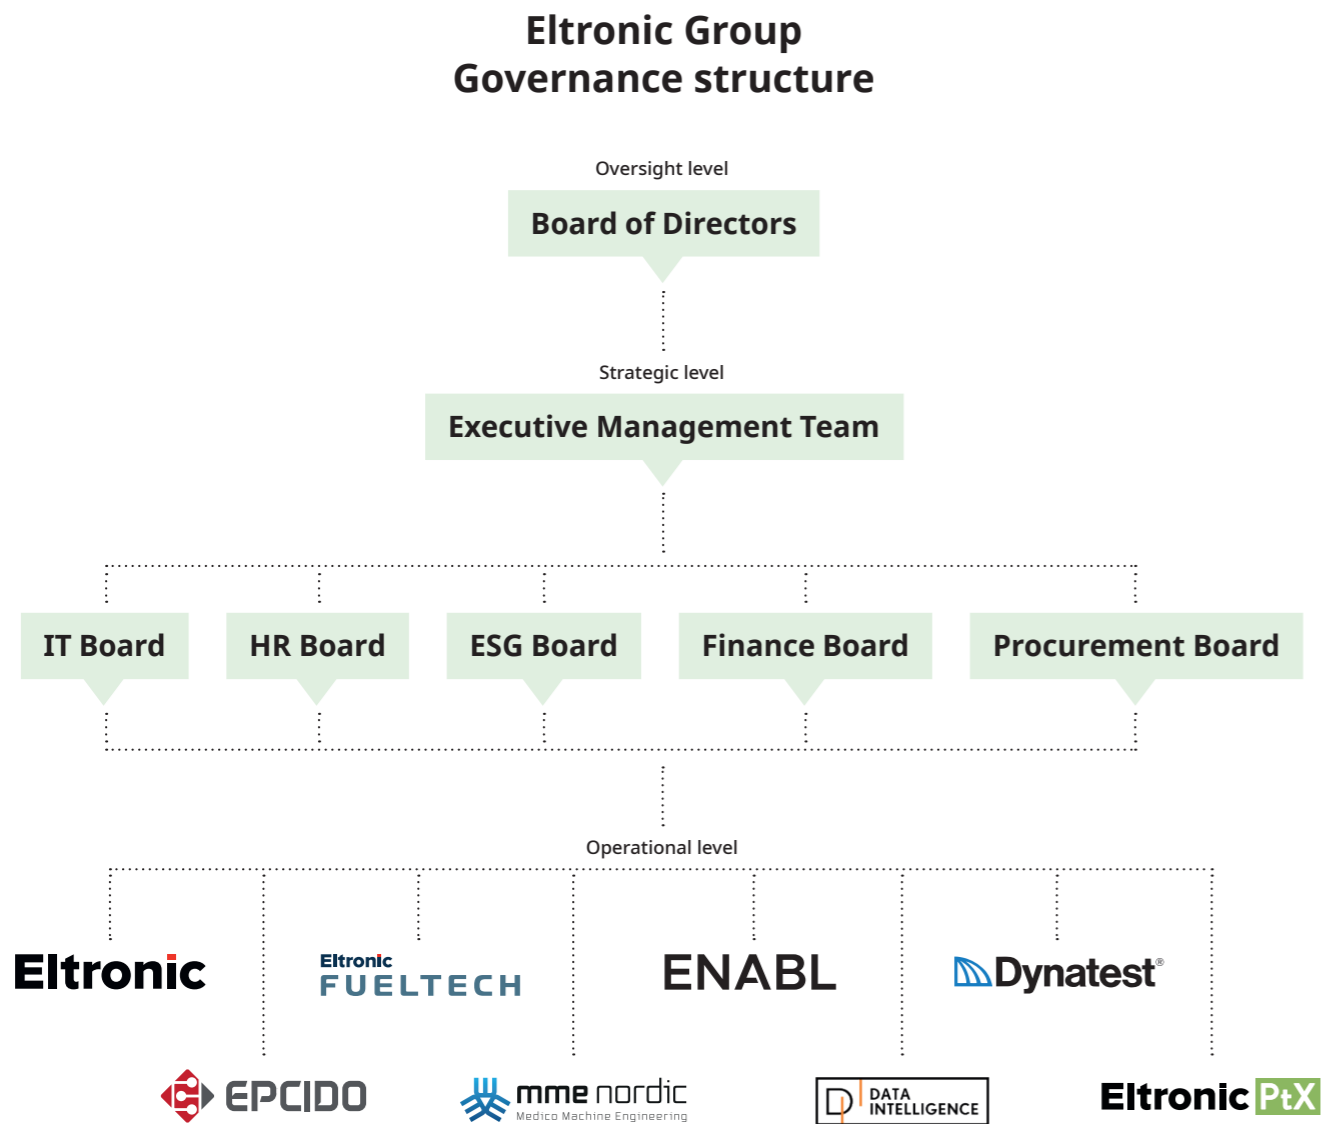 Eltronic Group
Governance structure
Oversight level
Board of Directors
Strategic level
Executive Management Team
IT Board
HR Board
ESG Board
Finance Board
Procurement Board
Operational level
Eltronic
Eltronic
FUELTECH
ENABL
Dynatest®
EPCIDO
mme nordic
Medico Machine Engineering
DI
DATA
INTELLIGENCE
Eltronic PtX